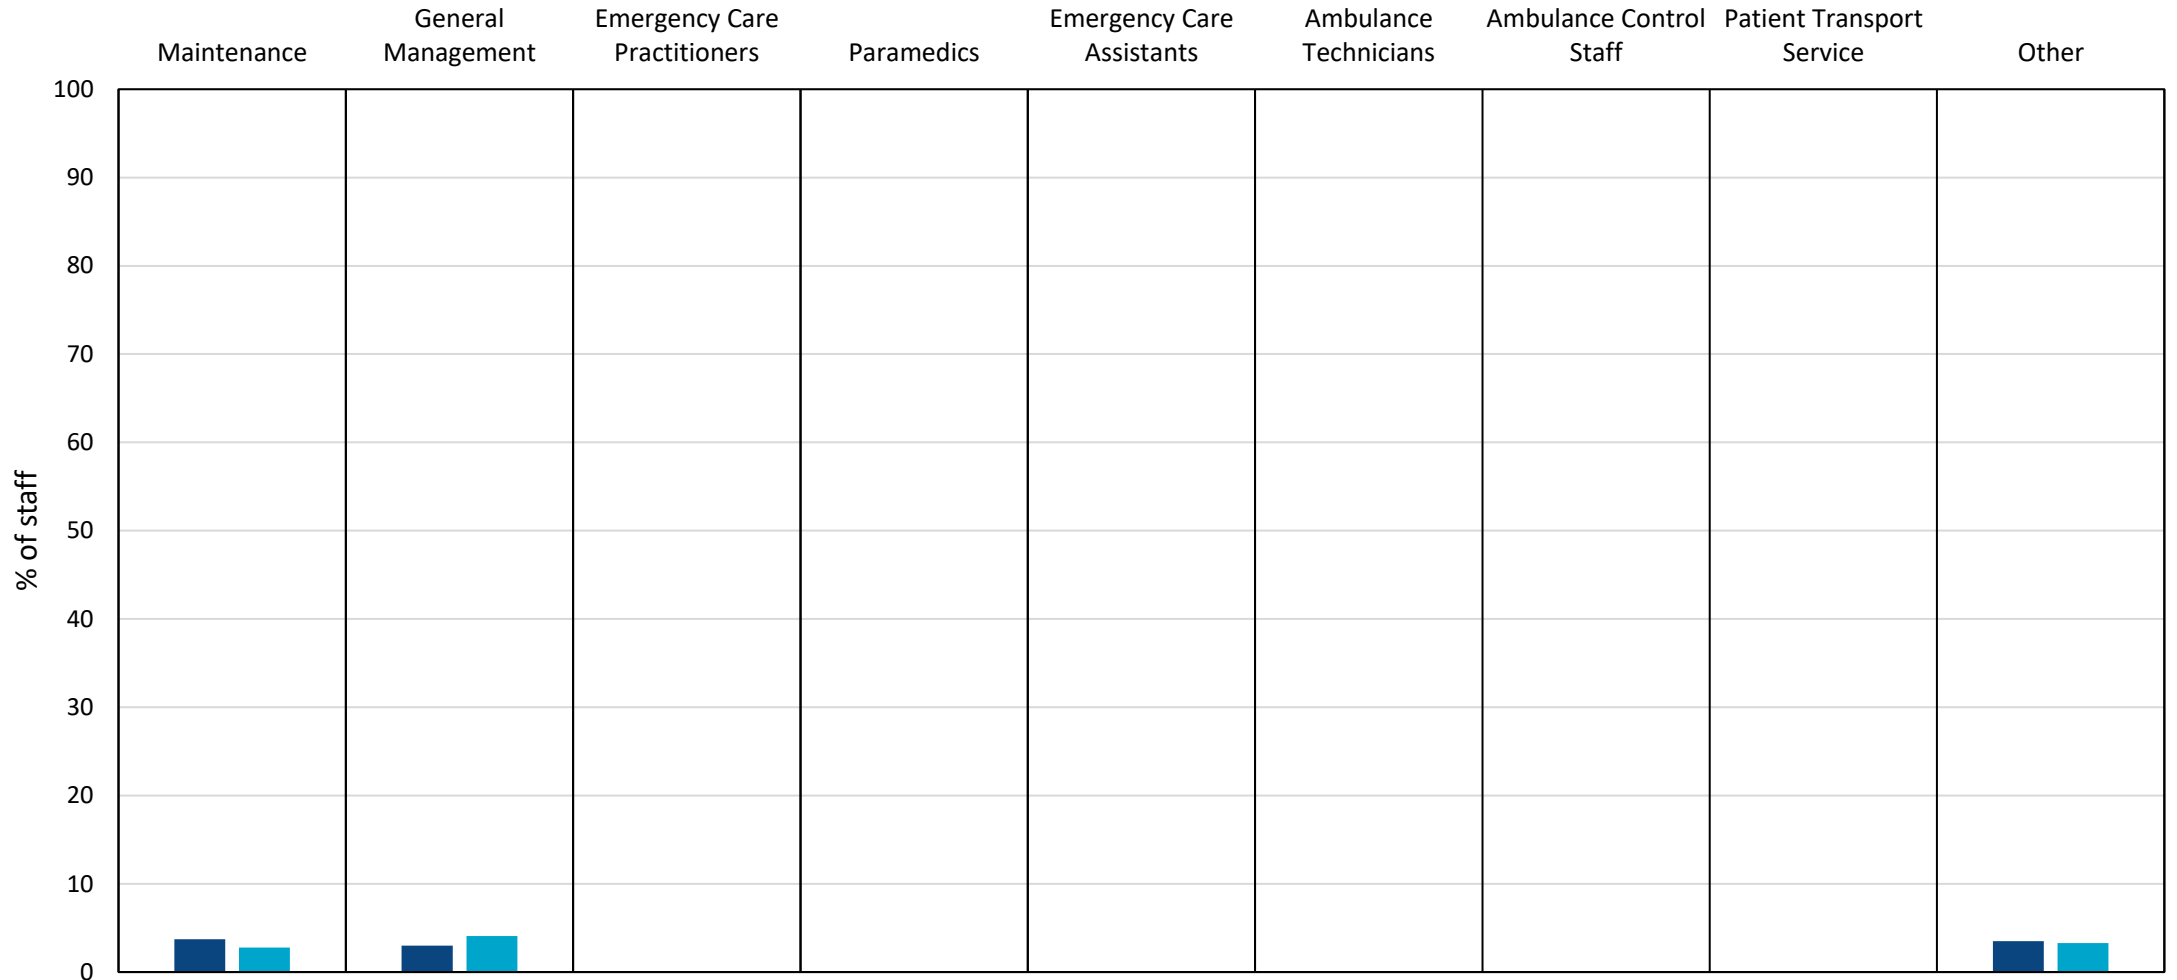 Maintenance
General
Management
Emergency Care
Practitioners
Paramedics
Emergency Care
Assistants
Ambulance
Technicians
Ambulance Control
Staff
Patient Transport
Service
Other
100
90
80
70
60
50
40
30
20
10
0
% of staff